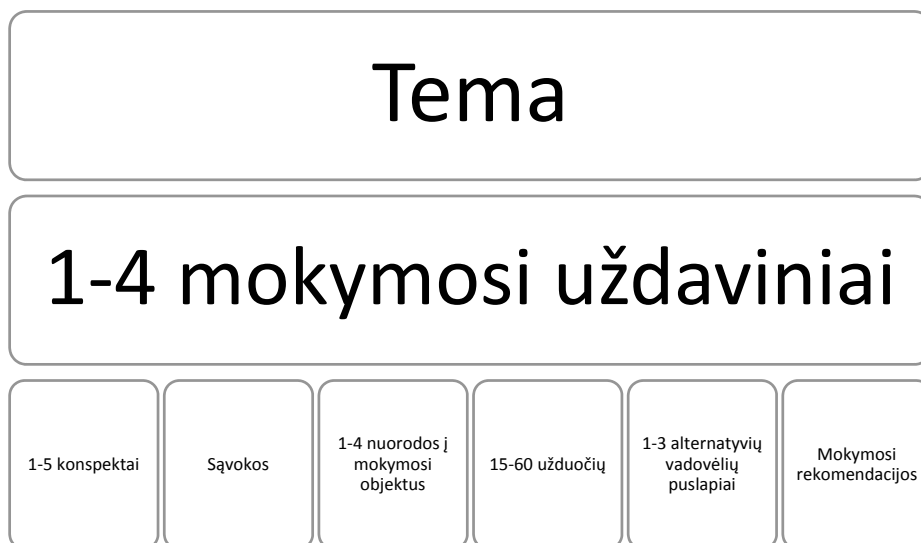 Tema
1-4 mokymosi uždaviniai
1-5 konspektai
Sąvokos
1-4 nuorodos į
mokymosi
objektus
15-60 užduočių
1-3 alternatyvių
vadovėlių
puslapiai
Mokymosi
rekomendacijos